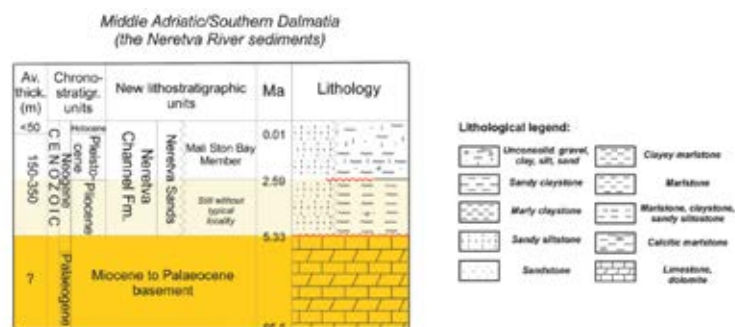 Middle Adriatic/Southern Dalmatia
(the Neretva River sediments)
Av.
thick.
(m)
Chrono-
stratigr.
units
New lithostratigraphic
units
Ma
Lithology
<50
150-350
?
CENOZOIC
Neogene
Palaeogene
Holocene
Pleisto-
cene
Pliocene
Neretva
Channel Fm.
Neretva Sands
Mali Ston Bay
Member
Still without
typical
locality
Miocene to Palaeocene
basement
0.01
2.59
5.33
Lithological legend:
Unconsolid gravel,
clay, silt, sand
Sandy claystone
Marly claystone
Sandy siltstone
Sandstone
Clayey marlstone
Marlstone
Marlstone, claystone,
sandy siltostone
Calcitic marlstone
Limestone,
dolomite